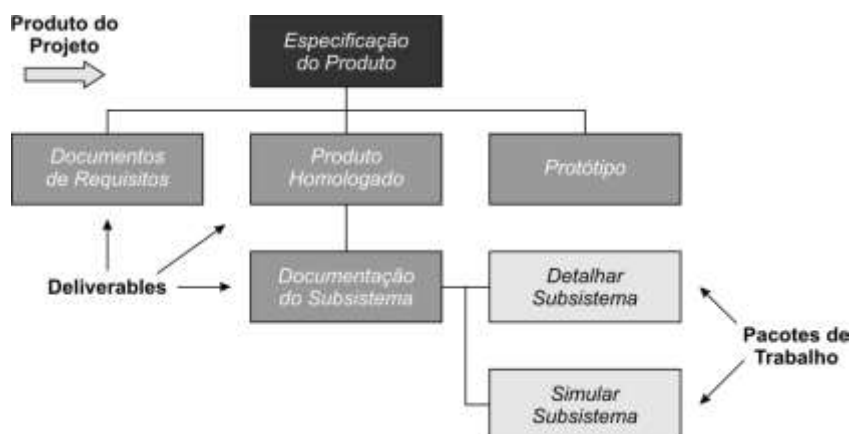 Produto do
Projeto
Especificação
do Produto
Documentos
de Requisitos
Produto
Homologado
Protótipo
Deliverables
Documentação
do Subsistema
Detalhar
Subsistema
Pacotes de
Trabalho
Simular
Subsistema